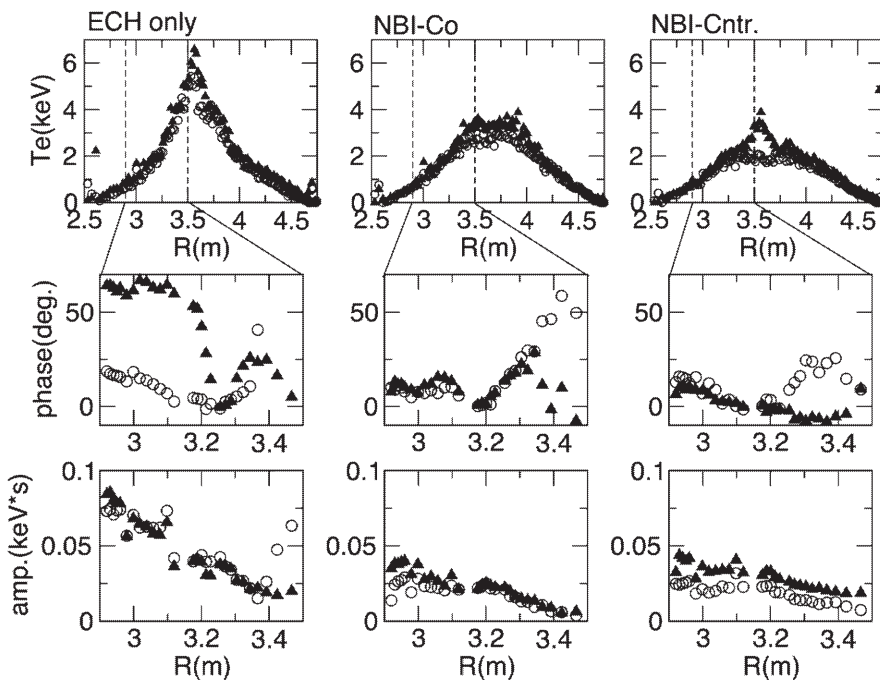 ECH only
NBI-Co
NBI-Cntr.
Te(keV)
6
4
2
0
2.5 3 3.5 4 4.5
R(m)
6
4
2
0
2.5 3 3.5 4 4.5
R(m)
6
4
2
0
2.5 3 3.5 4 4.5
R(m)
phase(deg.)
50
0
3 3.2 3.4
50
0
3 3.2 3.4
50
0
3 3.2 3.4
amp.(keV*s)
0.1
0.05
0
3 3.2 3.4
R(m)
0.1
0.05
0
3 3.2 3.4
R(m)
0.1
0.05
0
3 3.2 3.4
R(m)